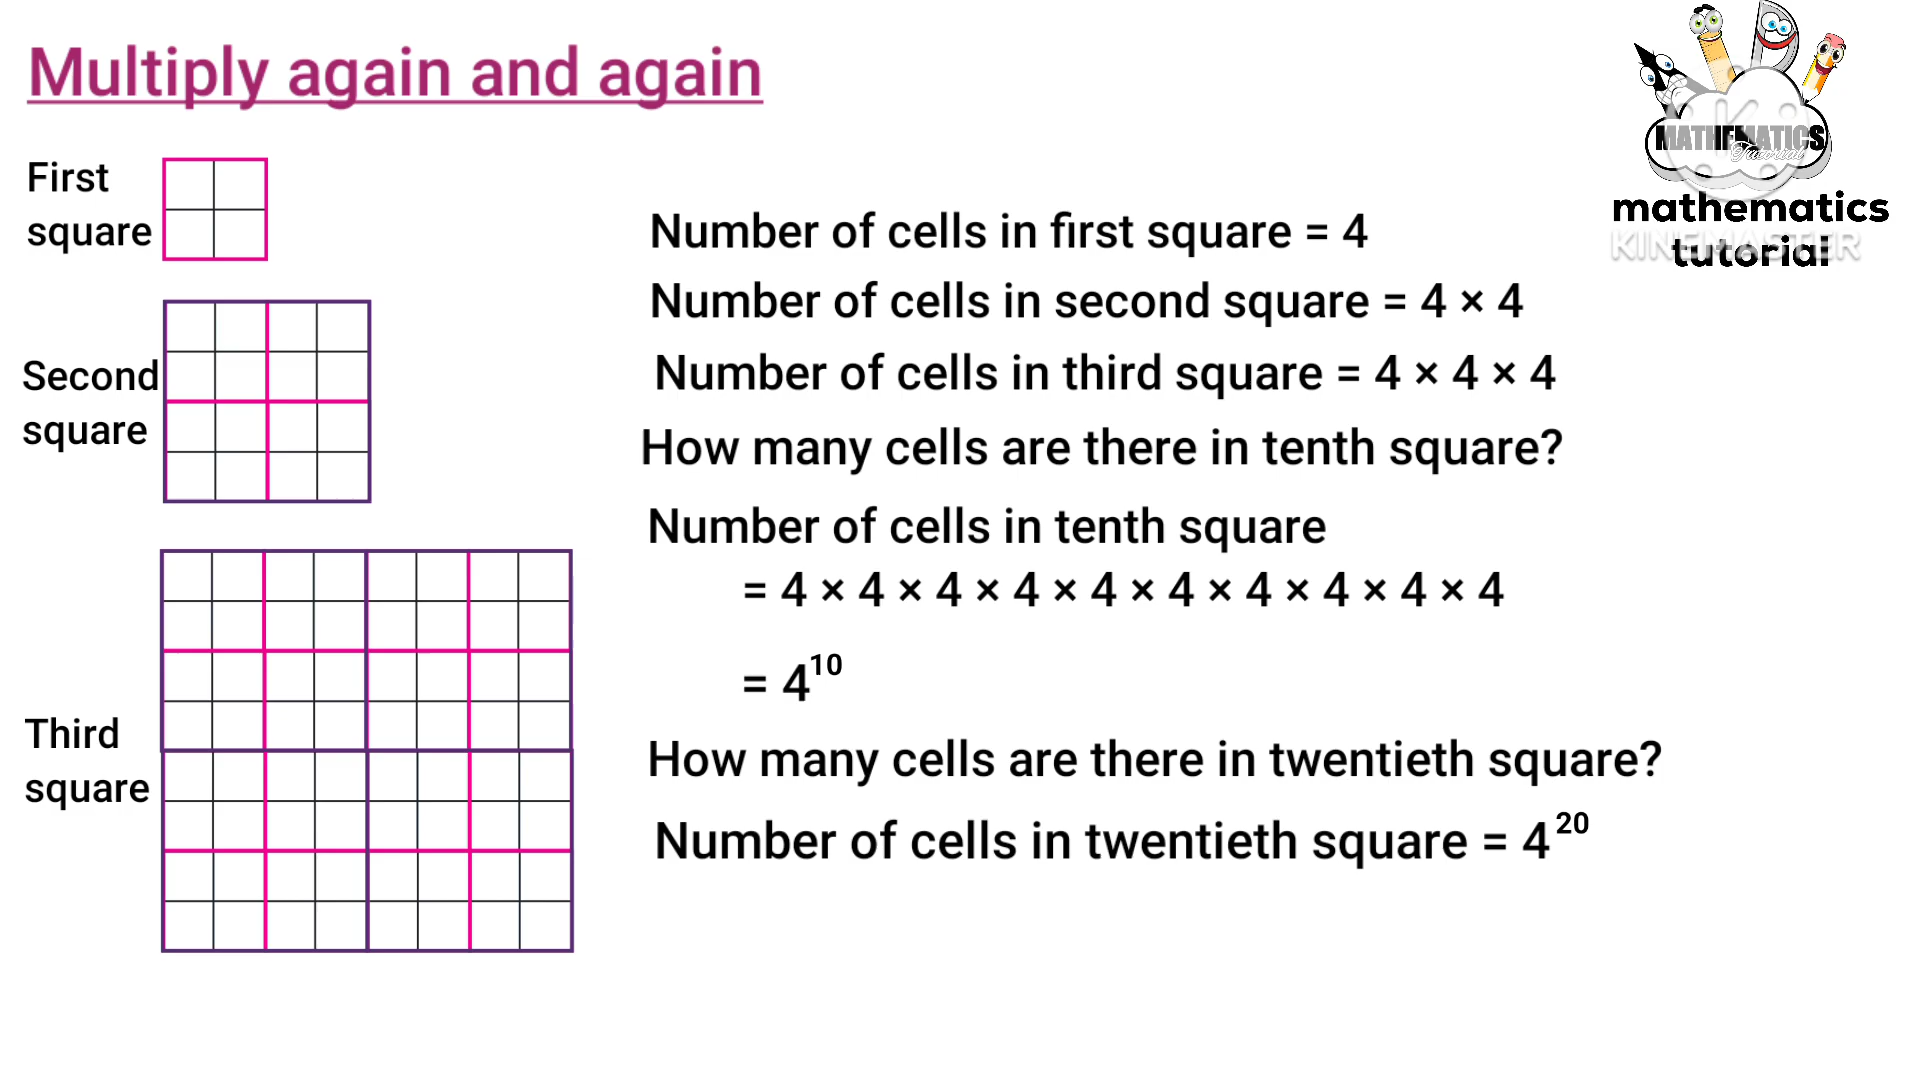 Multiply again and again
First
square
Second
square
Third
square
Number of cells in first square = 4
Number of cells in second square = 4 × 4
Number of cells in third square = 4 × 4 × 4
How many cells are there in tenth square?
Number of cells in tenth square
= 4 × 4 × 4 × 4 × 4 × 4 × 4 × 4 × 4 × 4
= 4¹⁰
How many cells are there in twentieth square?
Number of cells in twentieth square = 4²⁰
MATHEMATICS
Tutorial
mathematics
KINEMASTER
tutorial